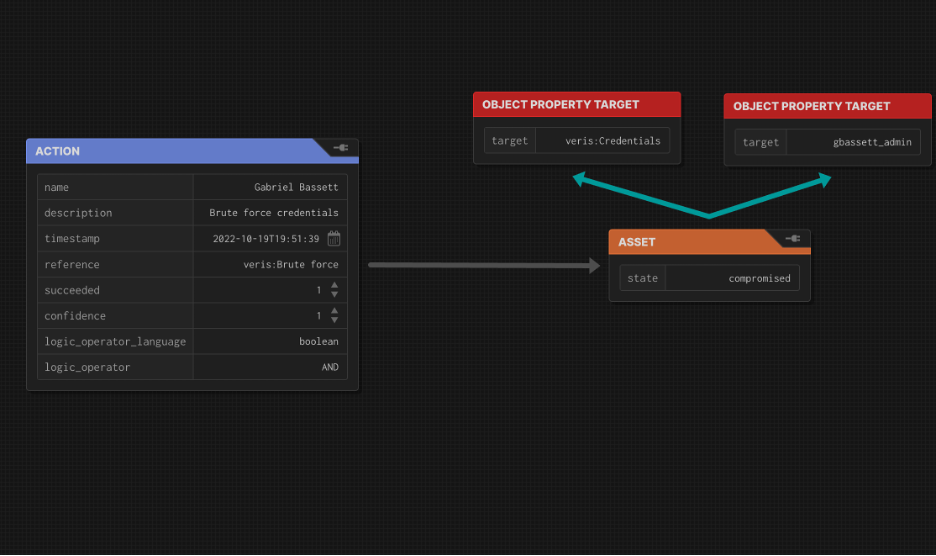 OBJECT PROPERTY TARGET
target veris:Credentials
OBJECT PROPERTY TARGET
target gbassett_admin
ACTION
name Gabriel Bassett
description Brute force credentials
timestamp 2022-10-19T19:51:39
reference veris:Brute force
succeeded 1
confidence 1
logic_operator_language boolean
logic_operator AND
ASSET
state compromised